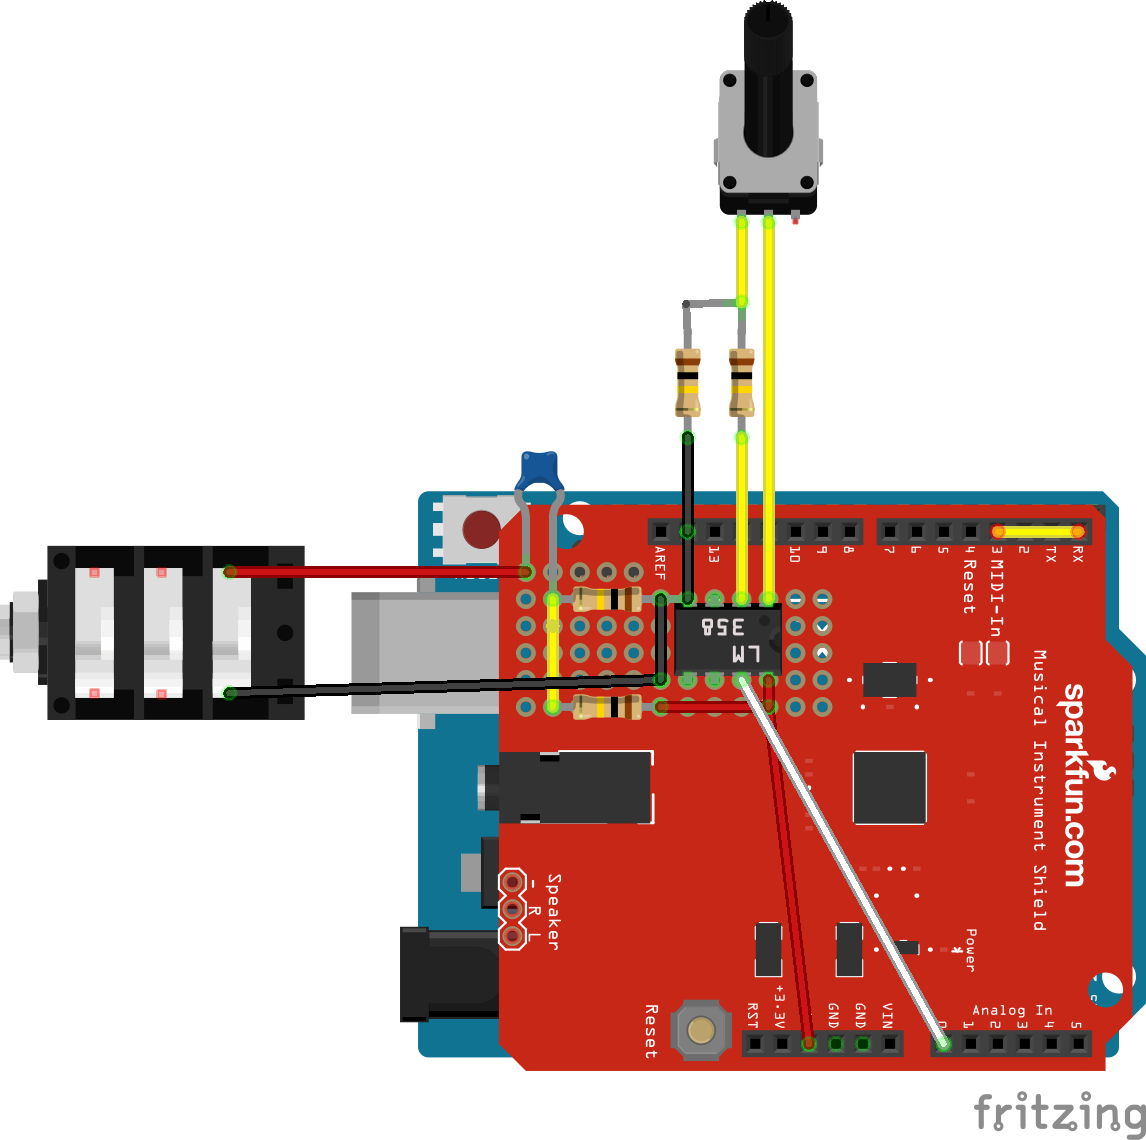 AREF
13
10
9
8
7
6
5
4
3
2
TX
RX
Reset
MIDI-In
358
LM
Musical Instrument Shield
sparkfun.com
Speaker
-
R
L
Power
Reset
RST
+3.3V
GND
GND
VIN
Analog In
0
1
2
3
4
5
fritzing